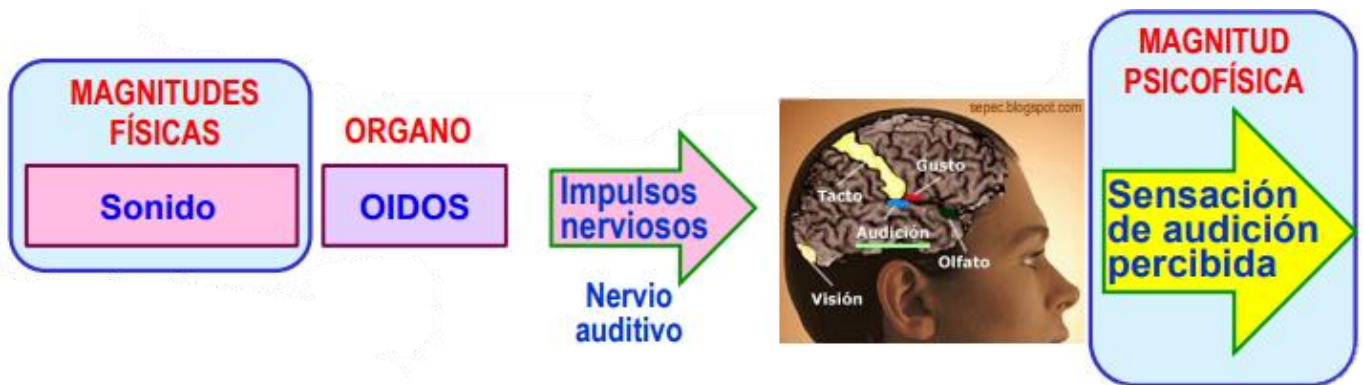 MAGNITUDES
FÍSICAS
Sonido
ORGANO
OIDOS
Impulsos
nerviosos
Nervio
auditivo
sepec.blogspot.com
Gusto
Tacto
Audición
Olfato
Visión
MAGNITUD
PSICOFÍSICA
Sensación
de audición
percibida